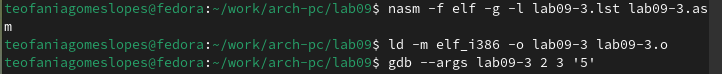 teofaniagomeslopes@fedora:~/work/arch-pc/lab09$ nasm -f elf -g -l lab09-3.lst lab09-3.as
m
teofaniagomeslopes@fedora:~/work/arch-pc/lab09$ ld -m elf_i386 -o lab09-3 lab09-3.o
teofaniagomeslopes@fedora:~/work/arch-pc/lab09$ gdb --args lab09-3 2 3 '5'